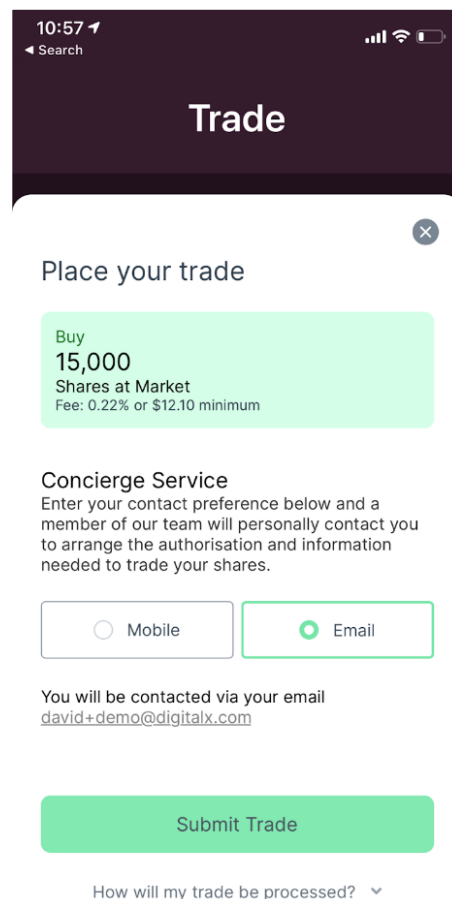 10:57
Search
Trade
Place your trade
Buy
15,000
Shares at Market
Fee: 0.22% or $12.10 minimum
Concierge Service
Enter your contact preference below and a
member of our team will personally contact you
to arrange the authorisation and information
needed to trade your shares.
Mobile
Email
You will be contacted via your email
david+demo@digitalx.com
Submit Trade
How will my trade be processed?